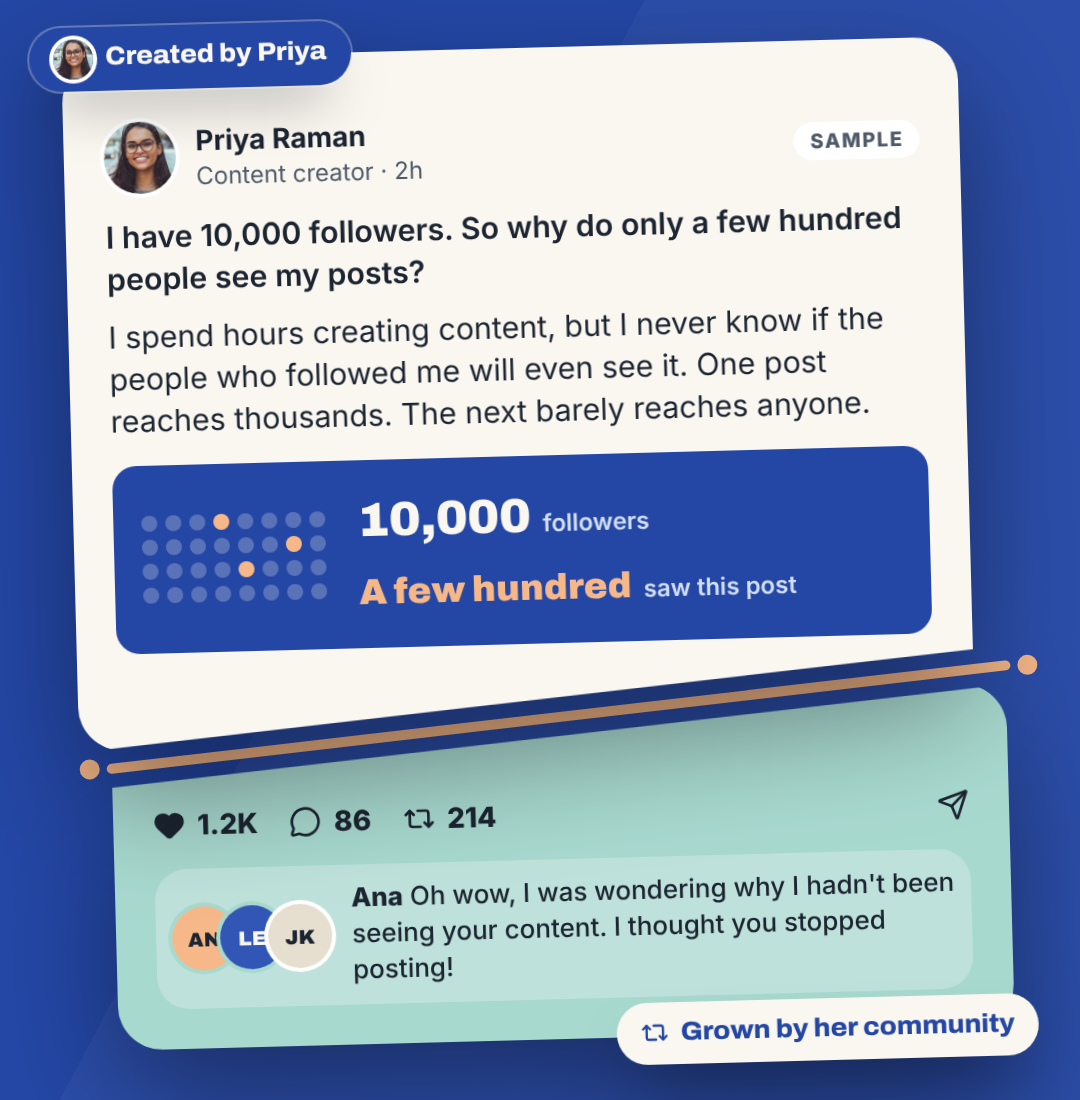 Created by Priya
Priya Raman
Content creator · 2h
SAMPLE
I have 10,000 followers. So why do only a few hundred
people see my posts?
I spend hours creating content, but I never know if the
people who followed me will even see it. One post
reaches thousands. The next barely reaches anyone.
10,000 followers
A few hundred saw this post
1.2K 86 214
AN LE JK
Ana Oh wow, I was wondering why I hadn't been
seeing your content. I thought you stopped
posting!
Grown by her community